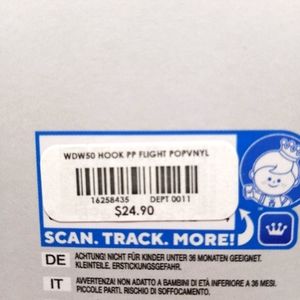 WDW50 HOOK PP FLIGHT POPVNYL
16258435 DEPT 0011
$24.90
SCAN. TRACK. MORE!
DE ACHTUNG! NICHT FÜR KINDER UNTER 36 MONATEN GEEIGNET.
KLEINTEILE. ERSTICKUNGSGEFAHR.
IT AVVERTENZA! NON ADATTO A BAMBINI DI ETÀ INFERIORE A 36 MESI.
PICCOLE PARTI. RISCHIO DI SOFFOCAMENTO.